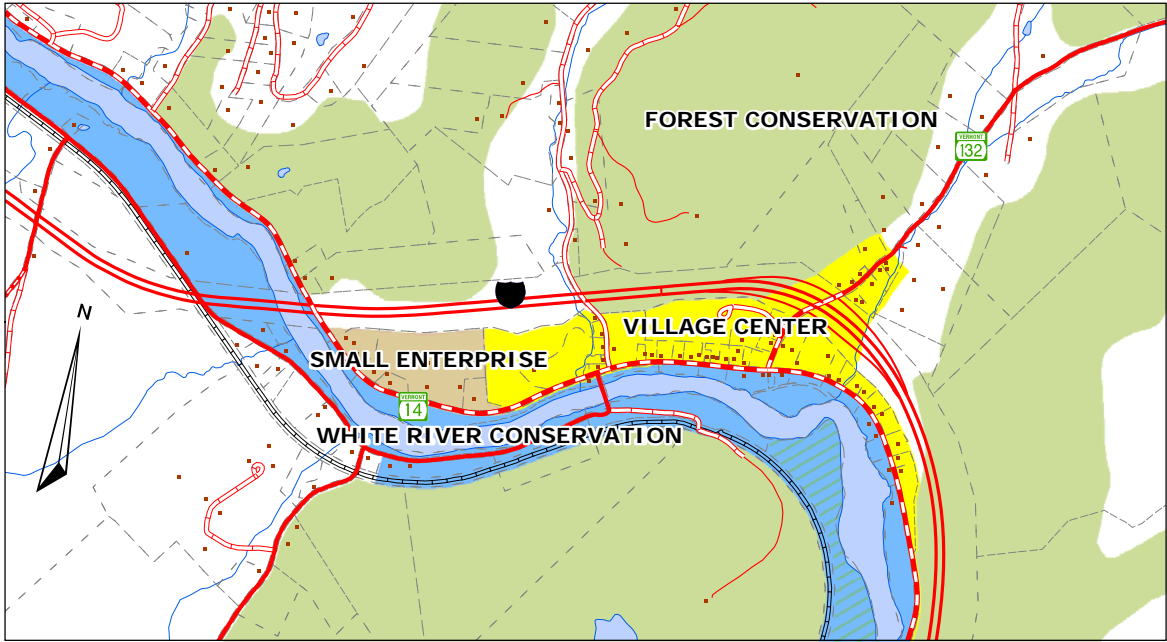 FOREST CONSERVATION
VERMONT
132
N
VILLAGE CENTER
SMALL ENTERPRISE
VERMONT
14
WHITE RIVER CONSERVATION